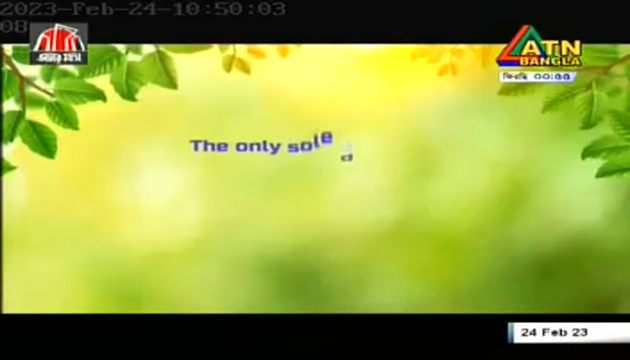 2023-Feb-24-10:50:03
08
ATN
BANGLA
The only sole
d
24 Feb 23